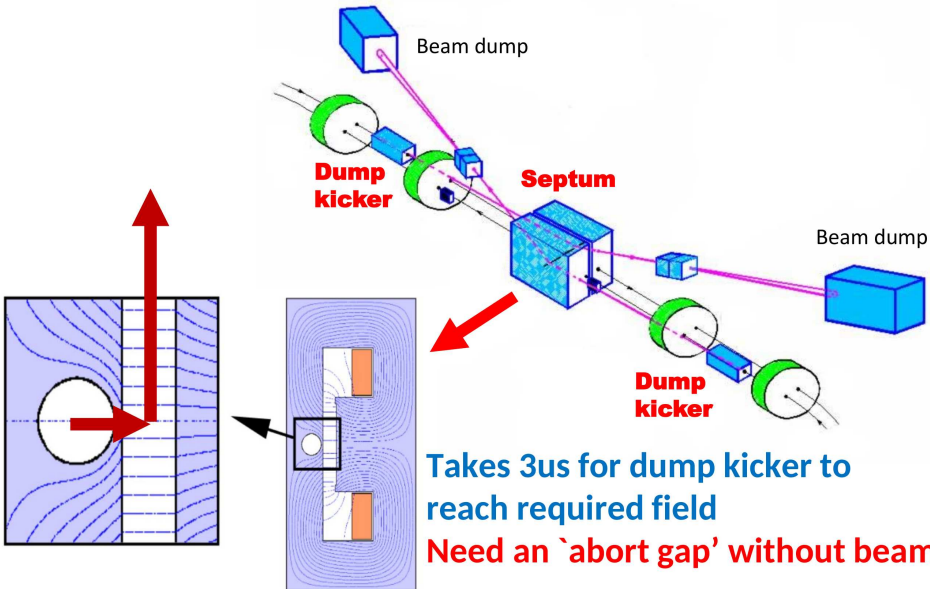 Beam dump
Dump
kicker
Septum
Beam dump
Dump
kicker
Takes 3us for dump kicker to
reach required field
Need an `abort gap’ without beam